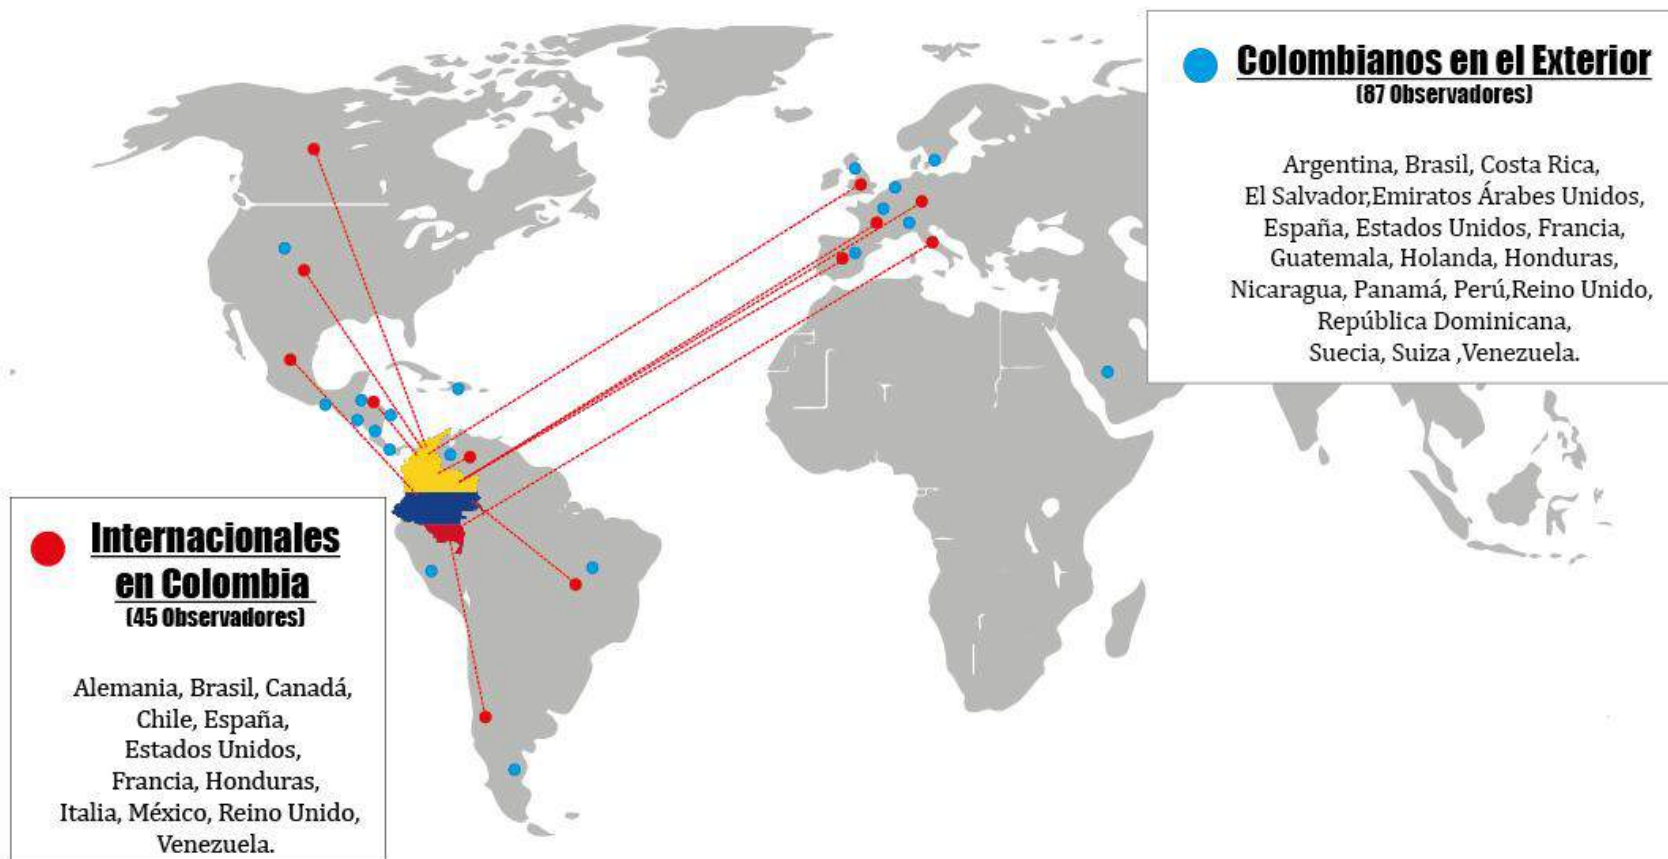 Colombianos en el Exterior
(87 Observadores)
Argentina, Brasil, Costa Rica,
El Salvador,Emiratos Árabes Unidos,
España, Estados Unidos, Francia,
Guatemala, Holanda, Honduras,
Nicaragua, Panamá, Perú,Reino Unido,
República Dominicana,
Suecia, Suiza ,Venezuela.
Internacionales
en Colombia
(45 Observadores)
Alemania, Brasil, Canadá,
Chile, España,
Estados Unidos,
Francia, Honduras,
Italia, México, Reino Unido,
Venezuela.